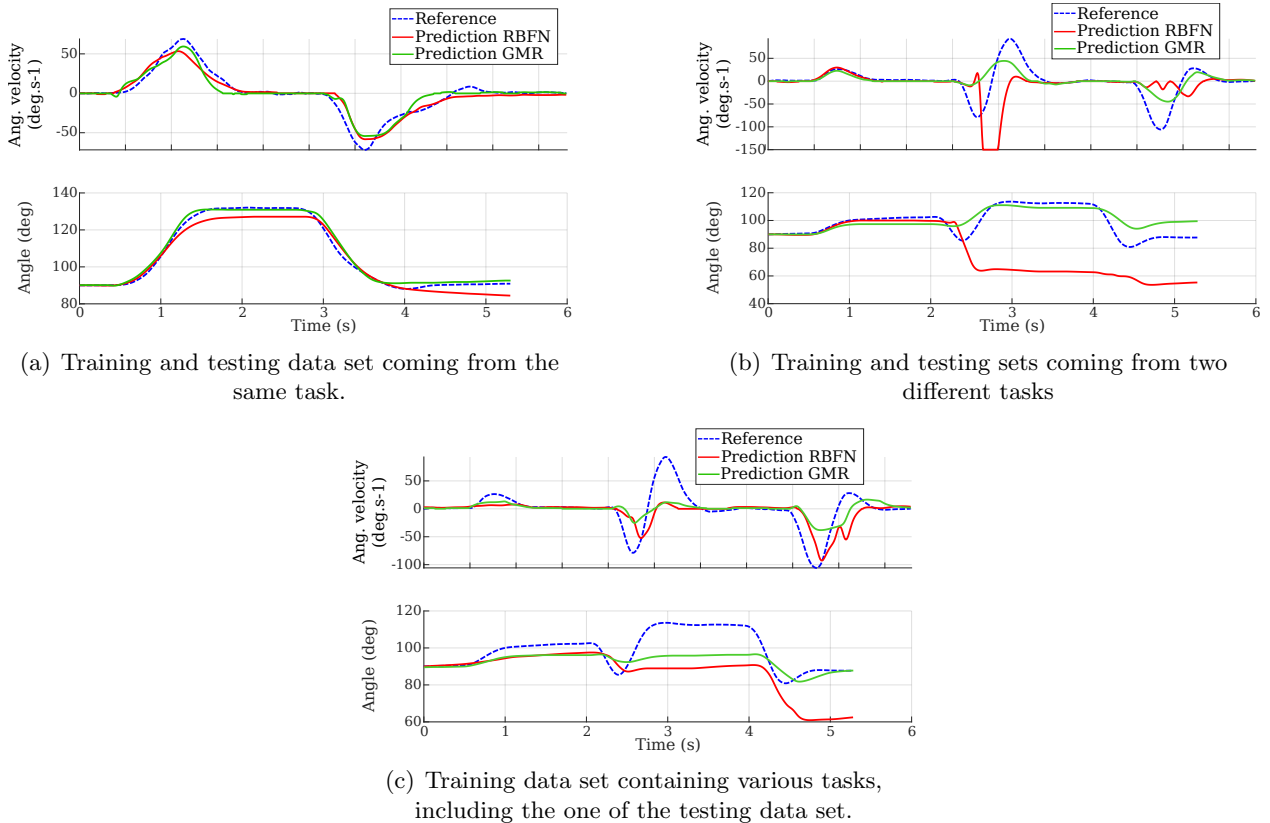 Reference
Prediction RBFN
Prediction GMR
Ang. velocity
(deg.s-1)
50
0
-50
Angle (deg)
140
120
100
80
0 1 2 3 4 5 6
Time (s)
(a) Training and testing data set coming from the
same task.
Reference
Prediction RBFN
Prediction GMR
Ang. velocity
(deg.s-1)
50
0
-50
-100
-150
Angle (deg)
120
100
80
60
40
0 1 2 3 4 5 6
Time (s)
(b) Training and testing sets coming from two
different tasks
Reference
Prediction RBFN
Prediction GMR
Ang. velocity
(deg.s-1)
50
0
-50
-100
Angle (deg)
120
100
80
60
0 1 2 3 4 5 6
Time (s)
(c) Training data set containing various tasks,
including the one of the testing data set.